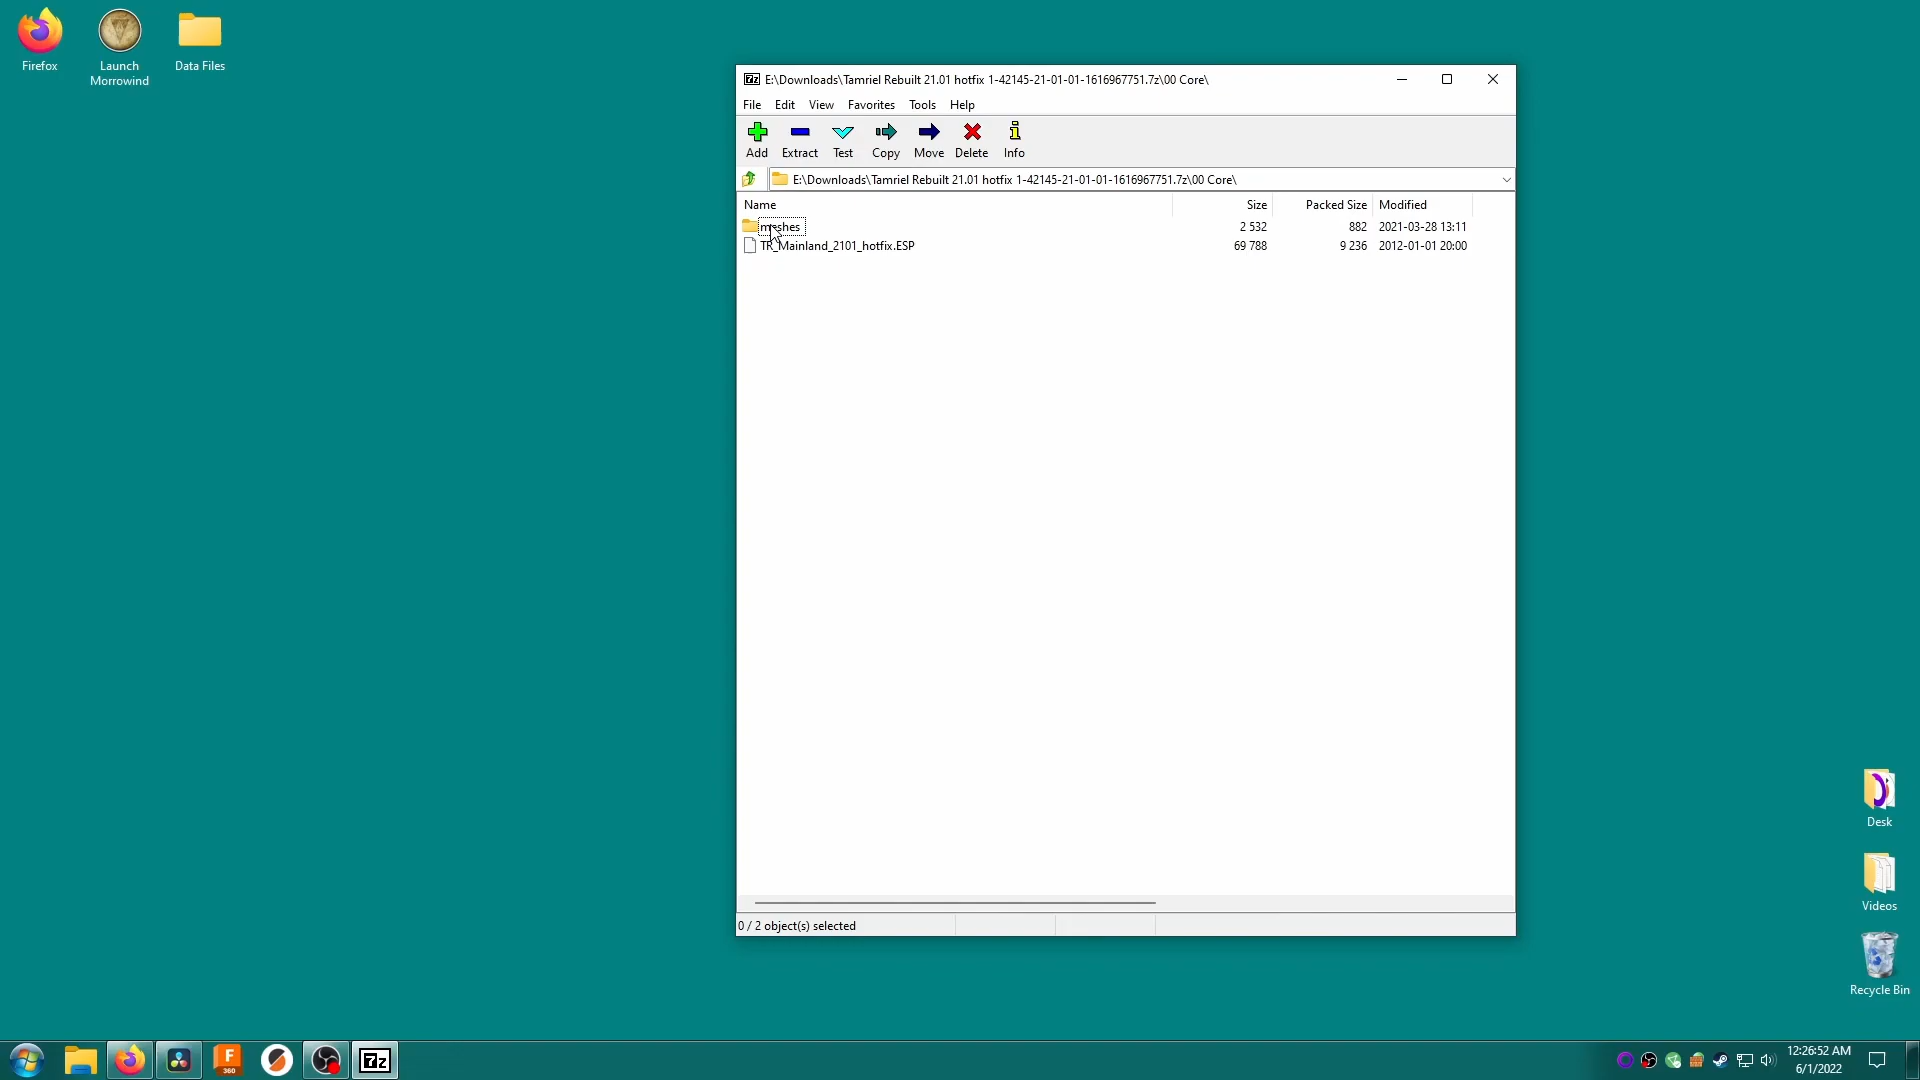 Firefox
Launch
Morrowind
Data Files
7z E:\Downloads\Tamriel Rebuilt 21.01 hotfix 1-42145-21-01-01-1616967751.7z\00 Core\
File Edit View Favorites Tools Help
Add Extract Test Copy Move Delete Info
E:\Downloads\Tamriel Rebuilt 21.01 hotfix 1-42145-21-01-01-1616967751.7z\00 Core\
Name Size Packed Size Modified
meshes 2 532 882 2021-03-28 13:11
TR_Mainland_2101_hotfix.ESP 69 788 9 236 2012-01-01 20:00
0 / 2 object(s) selected
Desk
Videos
Recycle Bin
F
360
7z
12:26:52 AM
6/1/2022